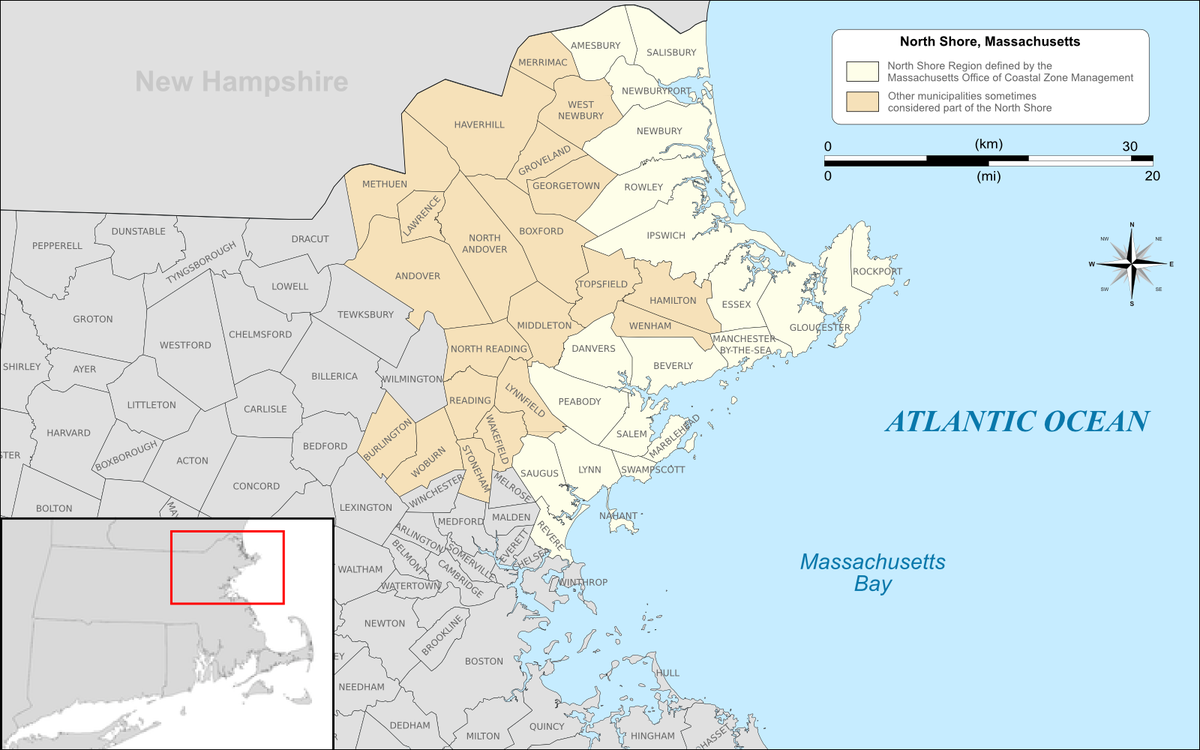 North Shore, Massachusetts
North Shore Region defined by the
Massachusetts Office of Coastal Zone Management
Other municipalities sometimes
considered part of the North Shore
0
(km)
30
0
(mi)
20
N
NW
NE
W
E
SW
SE
S
New Hampshire
AMESBURY
SALISBURY
MERRIMAC
NEWBURYPORT
WEST
NEWBURY
HAVERHILL
NEWBURY
GROVELAND
METHUEN
GEORGETOWN
ROWLEY
LAWRENCE
NORTH
ANDOVER
BOXFORD
IPSWICH
PEPPERELL
DUNSTABLE
TYNGSBOROUGH
DRACUT
ANDOVER
ROCKPORT
LOWELL
TOPSFIELD
HAMILTON
ESSEX
GROTON
TEWKSBURY
MIDDLETON
WENHAM
GLOUCESTER
WESTFORD
CHELMSFORD
NORTH READING
DANVERS
MANCHESTER
BY-THE-SEA
SHIRLEY
AYER
BILLERICA
WILMINGTON
BEVERLY
LITTLETON
CARLISLE
READING
LYNNFIELD
PEABODY
HARVARD
BOXBOROUGH
ACTON
BEDFORD
BURLINGTON
WOBURN
WAKEFIELD
STONEHAM
SALEM
MARBLEHEAD
STER
ATLANTIC OCEAN
CONCORD
SAUGUS
LYNN
SWAMPSCOTT
BOLTON
MAY
LEXINGTON
WINCHESTER
MELROSE
MEDFORD
MALDEN
NAHANT
REVERE
ARLINGTON
EVERETT
CHELSEA
BELMONT
SOMERVILLE
CAMBRIDGE
WALTHAM
WATERTOWN
WINTHROP
Massachusetts
Bay
NEWTON
BROOKLINE
BOSTON
EY
NEEDHAM
HULL
DEDHAM
MILTON
QUINCY
HINGHAM
OHASSE